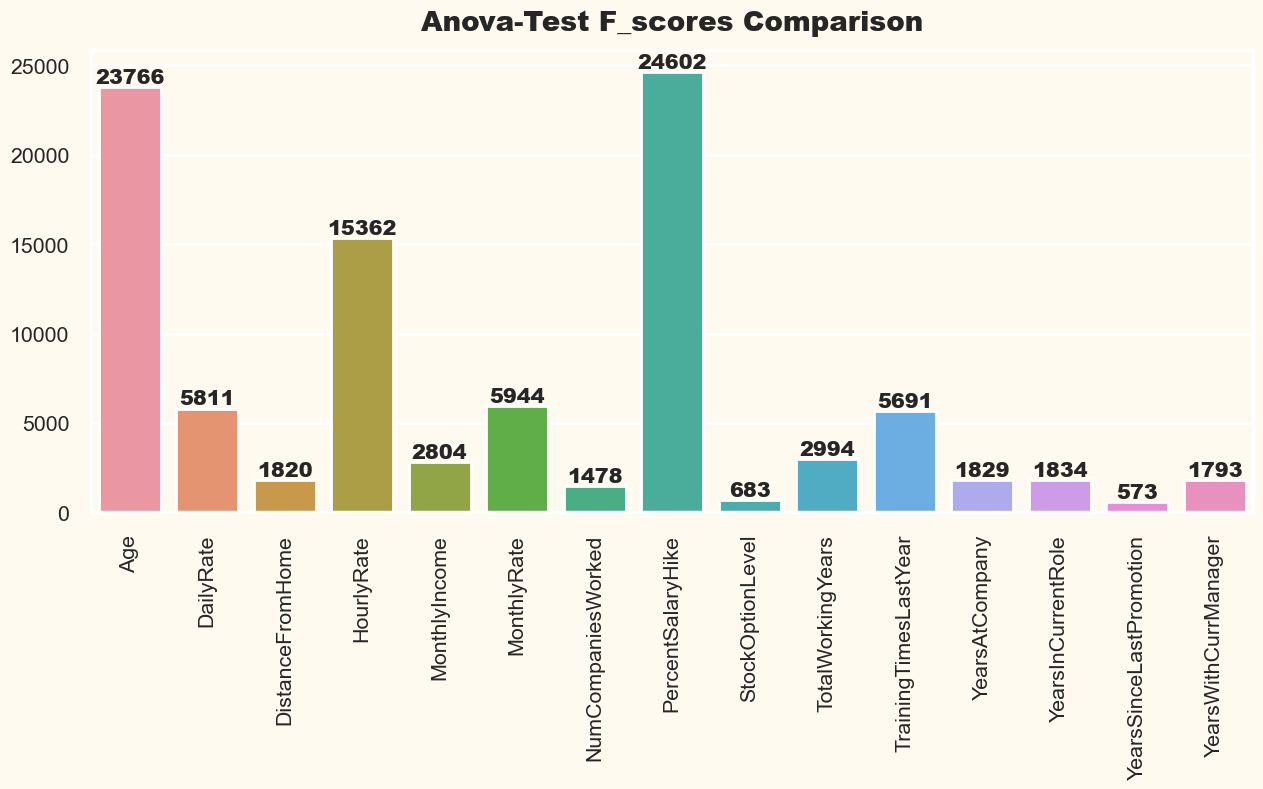 Anova-Test F_scores Comparison
25000
20000
15000
10000
5000
0
23766
5811
1820
15362
2804
5944
1478
24602
683
2994
5691
1829
1834
573
1793
Age
DailyRate
DistanceFromHome
HourlyRate
MonthlyIncome
MonthlyRate
NumCompaniesWorked
PercentSalaryHike
StockOptionLevel
TotalWorkingYears
TrainingTimesLastYear
YearsAtCompany
YearsInCurrentRole
YearsSinceLastPromotion
YearsWithCurrManager